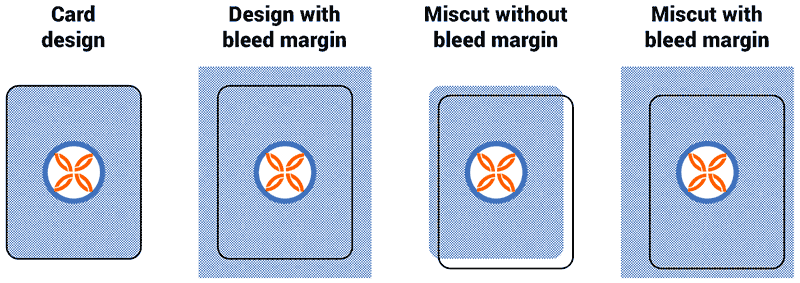 Card
design
Design with
bleed margin
Miscut without
bleed margin
Miscut with
bleed margin